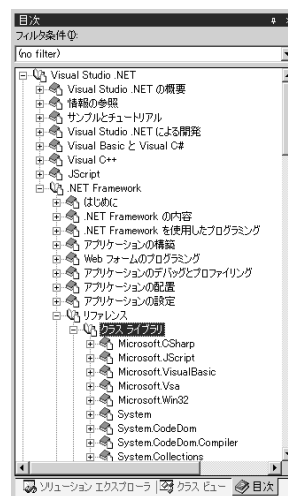 目次
フィルタ条件(I):
(no filter)
Visual Studio .NET
Visual Studio .NET の概要
情報の参照
サンプルとチュートリアル
Visual Studio .NET による開発
Visual Basic と Visual C#
Visual C++
JScript
.NET Framework
はじめに
.NET Framework の内容
.NET Framework を使用したプログラミング
アプリケーションの構築
Web フォームのプログラミング
アプリケーションのデバッグとプロファイリング
アプリケーションの配置
アプリケーションの設定
リファレンス
クラス ライブラリ
Microsoft.CSharp
Microsoft.JScript
Microsoft.VisualBasic
Microsoft.Vsa
Microsoft.Win32
System
System.CodeDom
System.CodeDom.Compiler
System.Collections
ソリューション エクスプローラ クラス ビュー 目次